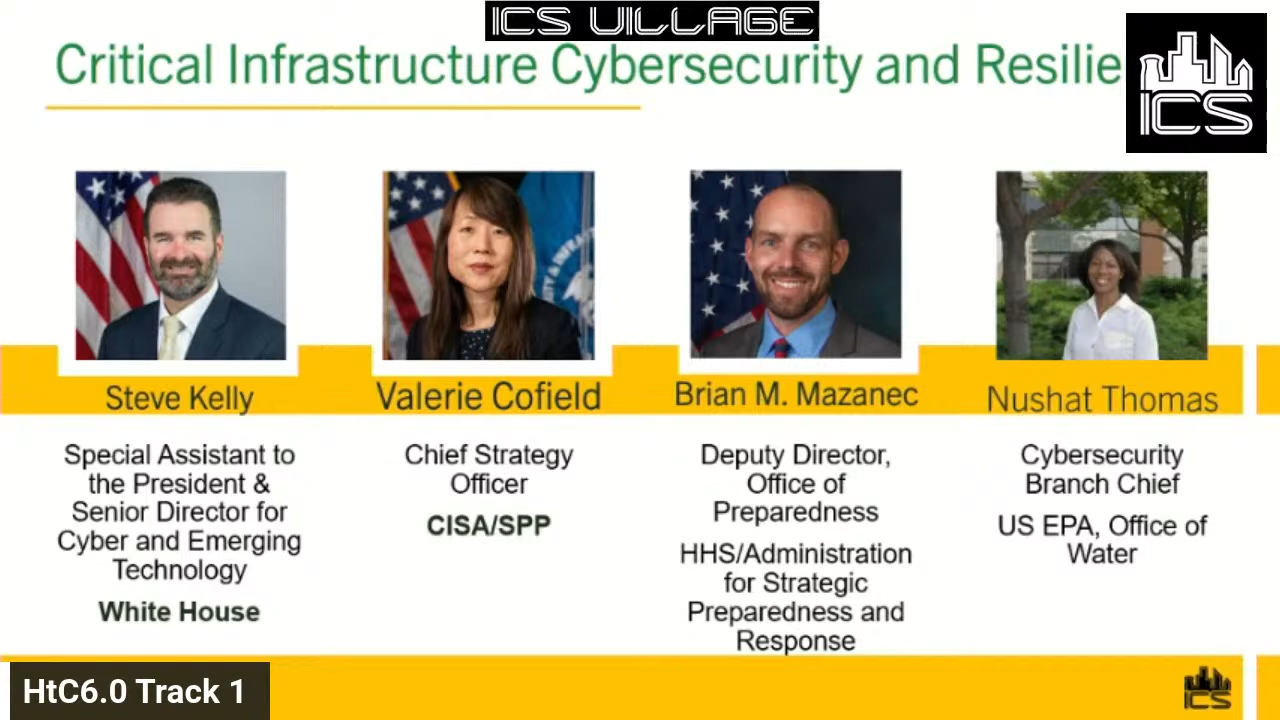 ICS VILLAGE
Critical Infrastructure Cybersecurity and Resilie
ICS
Steve Kelly
Valerie Cofield
Brian M. Mazanec
Nushat Thomas
Special Assistant to
the President &
Senior Director for
Cyber and Emerging
Technology
White House
Chief Strategy
Officer
CISA/SPP
Deputy Director,
Office of
Preparedness
HHS/Administration
for Strategic
Preparedness and
Response
Cybersecurity
Branch Chief
US EPA, Office of
Water
HtC6.0 Track 1
ICS